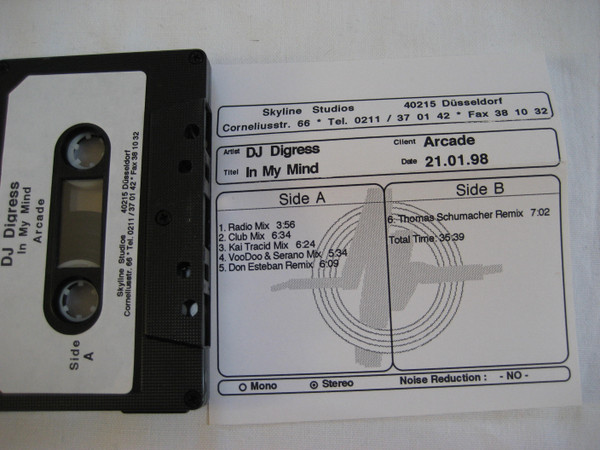 DJ Digress
In My Mind
Arcade
Skyline Studios 40215 Düsseldorf
Corneliusstr. 66 * Tel. 0211 / 37 01 42 * Fax 38 10 32
Side
A
Skyline Studios 40215 Düsseldorf
Corneliusstr. 66 * Tel. 0211 / 37 01 42 * Fax 38 10 32
Artist DJ Digress Client Arcade
Titel In My Mind Date 21.01.98
Side A
1. Radio Mix 3:56
2. Club Mix 6:34
3. Kai Tracid Mix 6:24
4. VooDoo & Serano Mix 5:34
5. Don Esteban Remix 6:09
Side B
6. Thomas Schumacher Remix 7:02
Total Time: 35:39
Mono Stereo Noise Reduction : - NO -